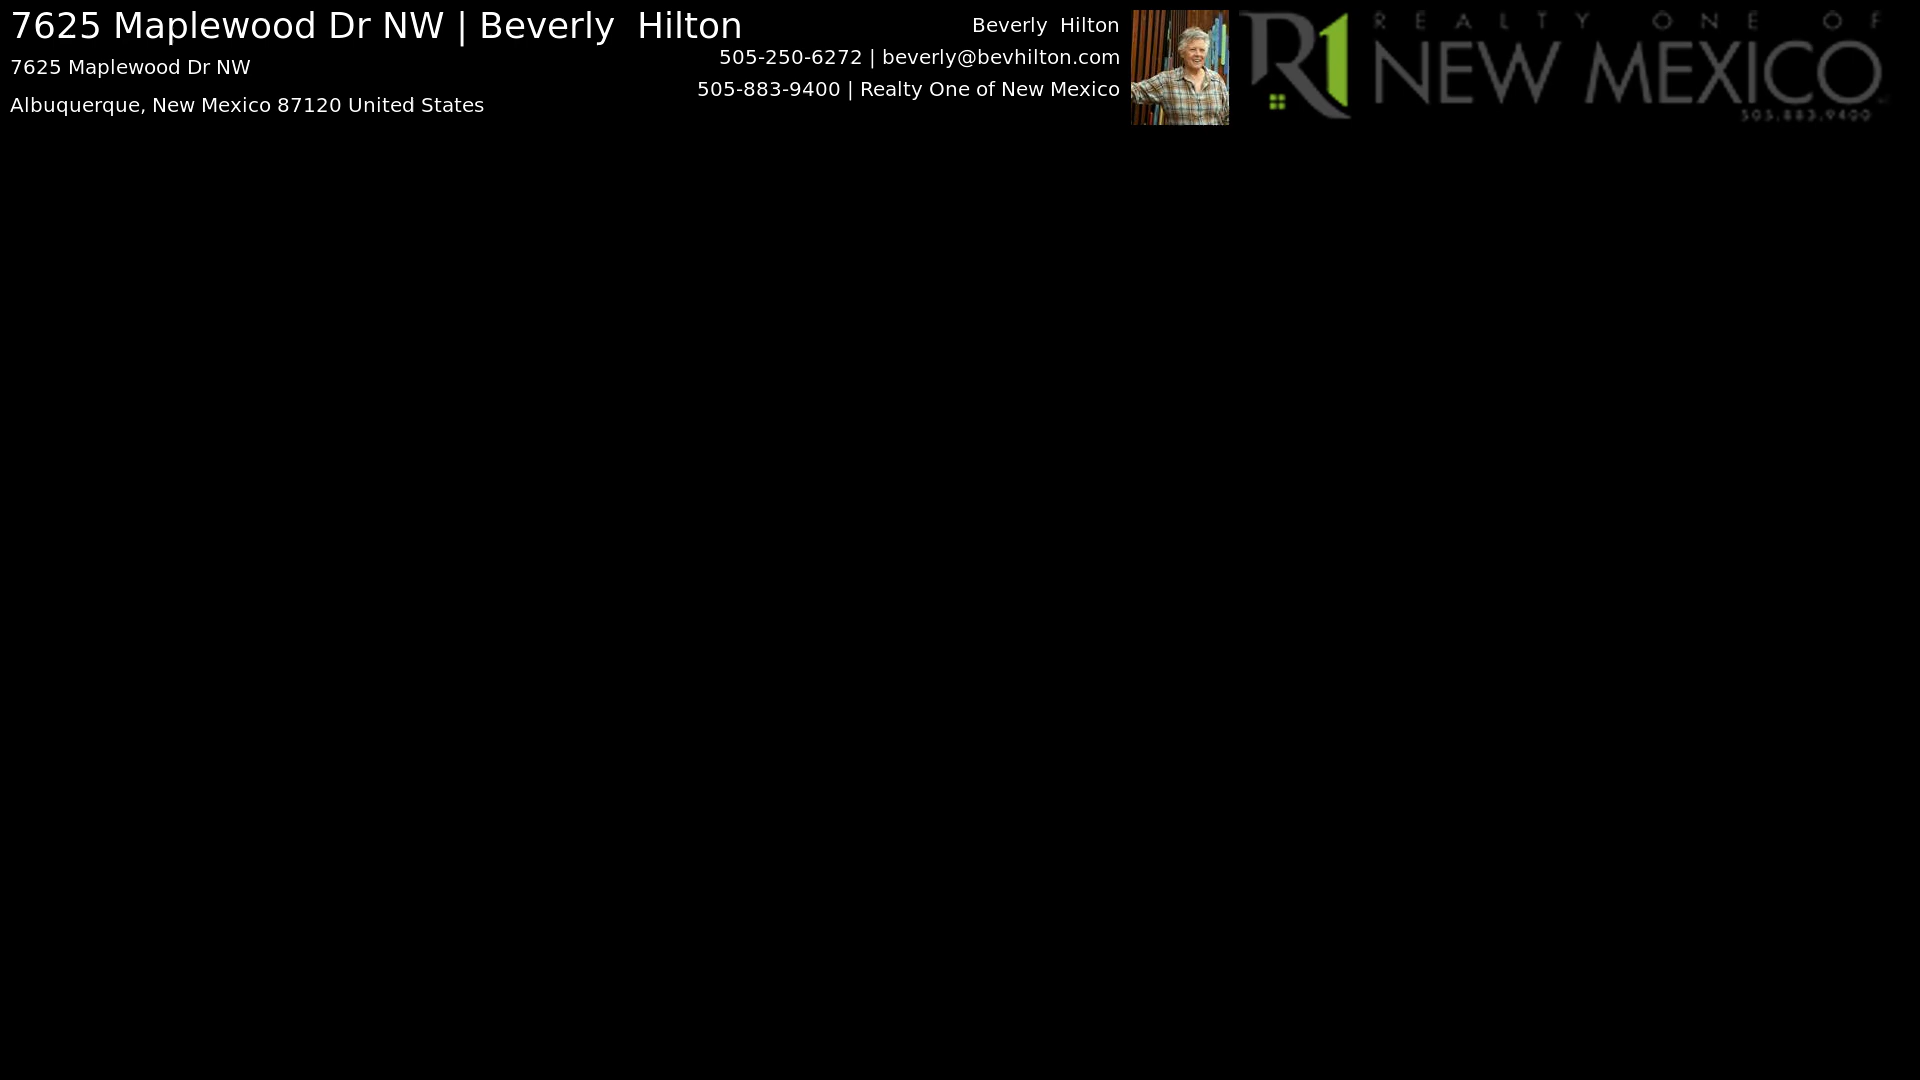 7625 Maplewood Dr NW | Beverly  Hilton
7625 Maplewood Dr NW
Albuquerque, New Mexico 87120 United States
Beverly  Hilton
505-250-6272 | beverly@bevhilton.com
505-883-9400 | Realty One of New Mexico
R1
REALTY ONE OF
NEW MEXICO
505.883.9400